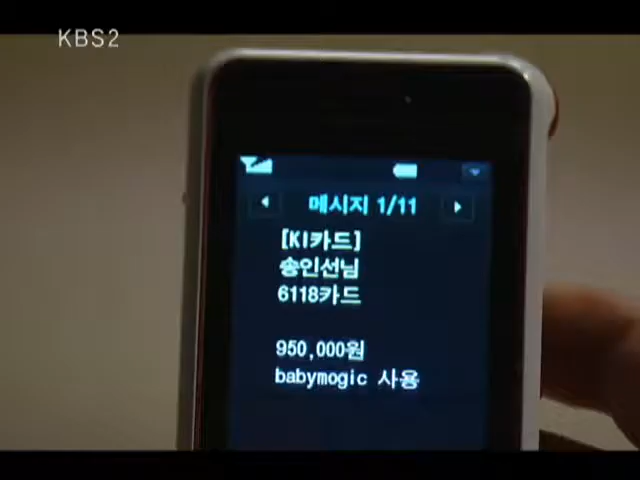 KBS2
메시지 1/11
[KI카드]
송인선님
6118카드
950,000원
babymogic 사용